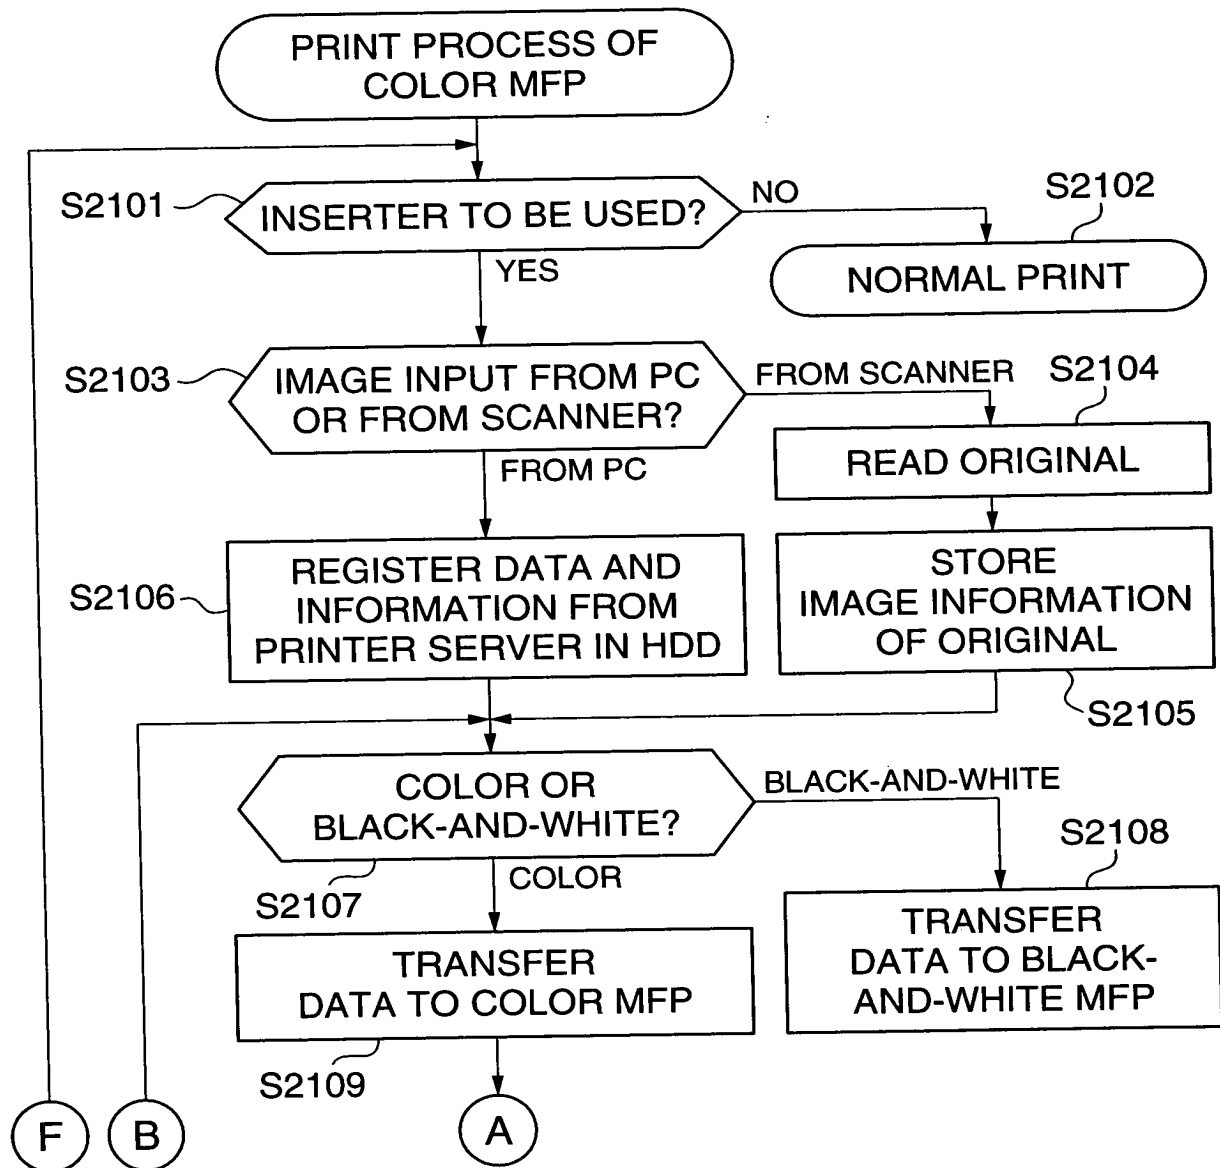 PRINT PROCESS OF
COLOR MFP
S2101
INSERTER TO BE USED?
NO
S2102
NORMAL PRINT
YES
S2103
IMAGE INPUT FROM PC
OR FROM SCANNER?
FROM SCANNER
S2104
READ ORIGINAL
FROM PC
S2106
REGISTER DATA AND
INFORMATION FROM
PRINTER SERVER IN HDD
STORE
IMAGE INFORMATION
OF ORIGINAL
S2105
COLOR OR
BLACK-AND-WHITE?
BLACK-AND-WHITE
S2107
COLOR
S2108
TRANSFER
DATA TO BLACK-
AND-WHITE MFP
TRANSFER
DATA TO COLOR MFP
S2109
F
B
A